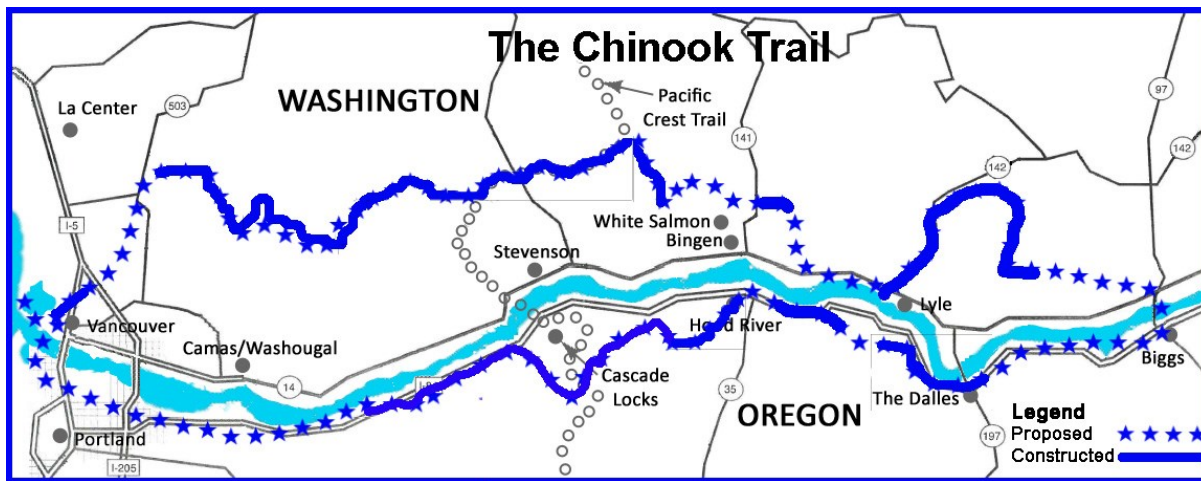 The Chinook Trail
WASHINGTON
Pacific
Crest Trail
La Center
503
97
141
142
142
White Salmon
Bingen
I-5
Stevenson
Lyle
Vancouver
Hood River
Biggs
Camas/Washougal
14
Cascade
Locks
35
The Dalles
OREGON
Legend
Proposed
Constructed
Portland
I-205
197